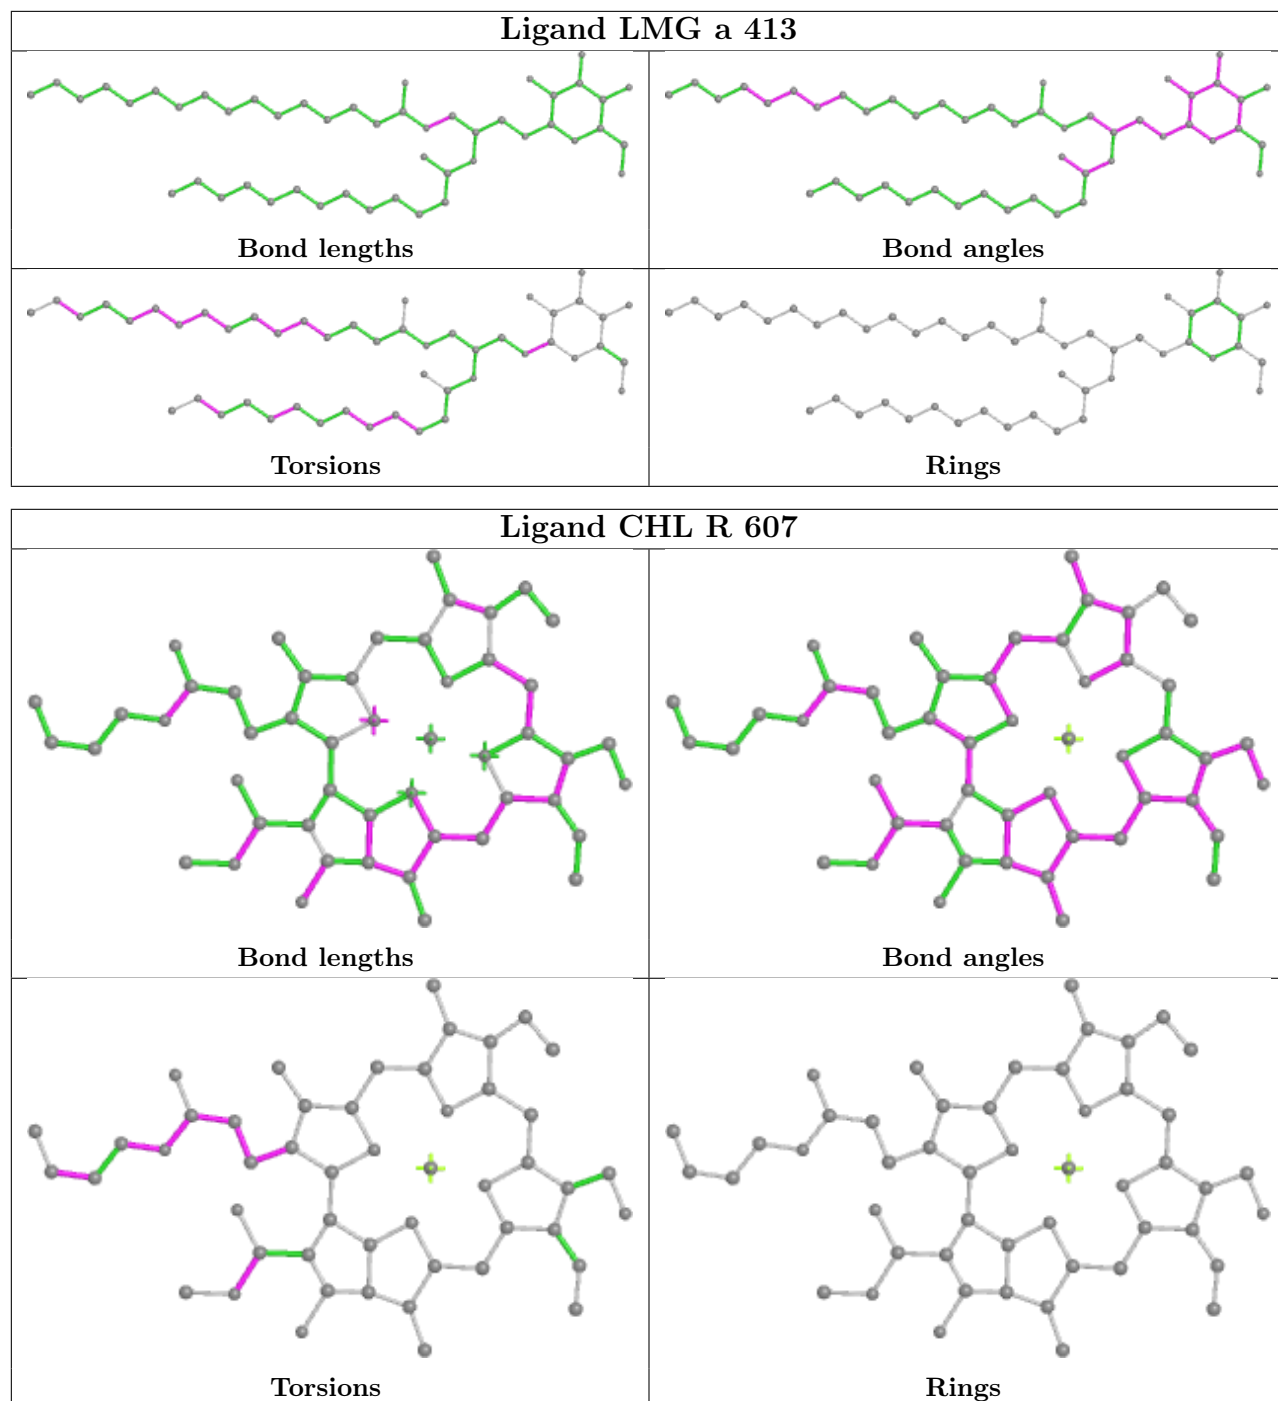 Ligand LMG a 413
Bond lengths
Bond angles
Torsions
Rings
Ligand CHL R 607
Bond lengths
Bond angles
Torsions
Rings